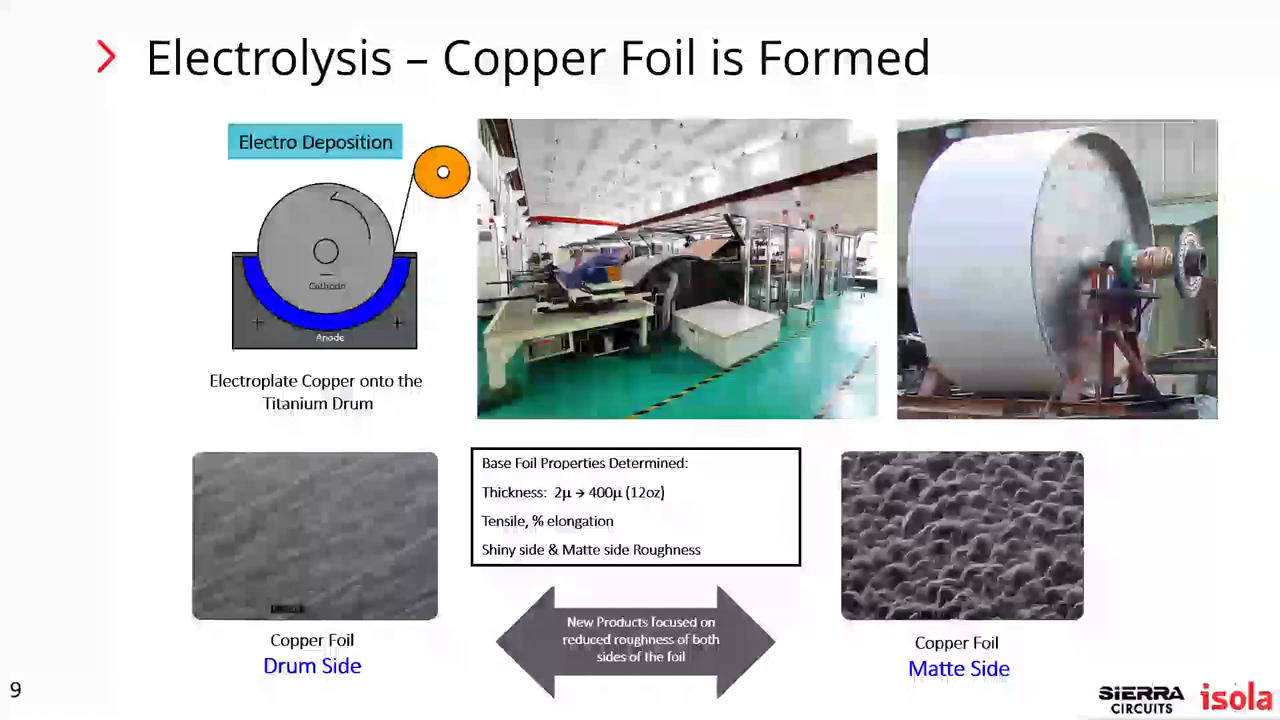 Electrolysis – Copper Foil is Formed
Electro Deposition
Cathode
Anode
Electroplate Copper onto the
Titanium Drum
Base Foil Properties Determined:
Thickness: 2µ → 400µ (12oz)
Tensile, % elongation
Shiny side & Matte side Roughness
New Products focused on
reduced roughness of both
sides of the foil
Copper Foil
Drum Side
Copper Foil
Matte Side
9
SIERRA
CIRCUITS
isola